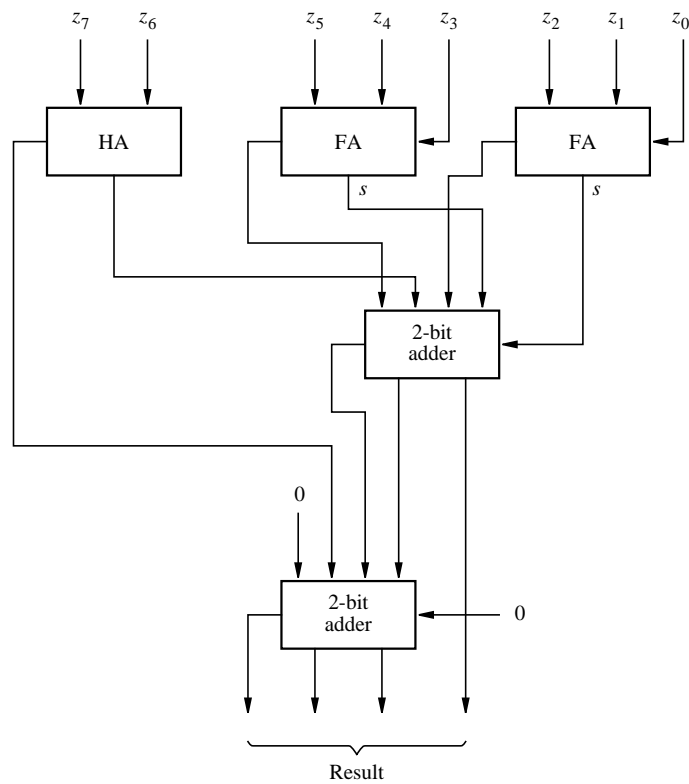 z7 z6 z5 z4 z3 z2 z1 z0
HA FA FA
s s
2-bit
adder
0
2-bit
adder
0
Result